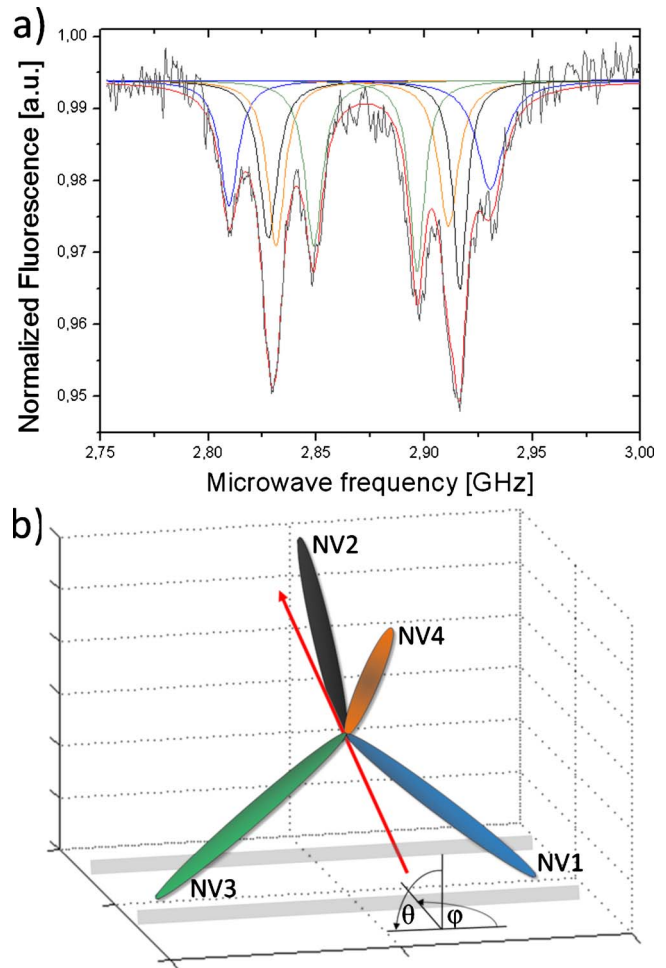 a)
1,00
0,99
0,98
0,97
0,96
0,95
Normalized Fluorescence [a.u.]
2,75
2,80
2,85
2,90
2,95
3,00
Microwave frequency [GHz]
b)
NV2
NV4
NV3
NV1
θ
φ